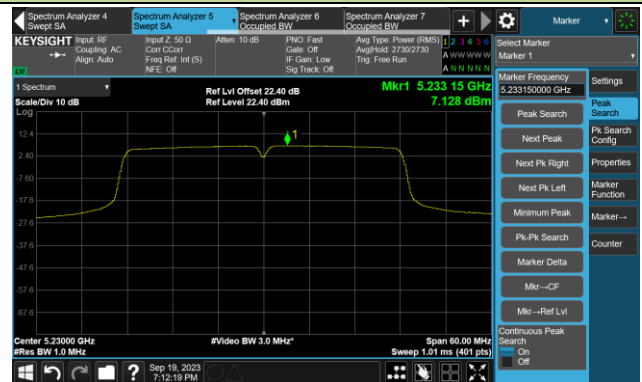 Spectrum Analyzer 4
Swept SA
Spectrum Analyzer 5
Swept SA
Spectrum Analyzer 6
Occupied BW
Spectrum Analyzer 7
Occupied BW
+
Marker
KEYSIGHT
Input: RF
Coupling: AC
Align: Auto
Input Z: 50 Ω
Corr CCorr
Freq Ref: Int (S)
NFE: Off
Atten: 10 dB
PNO: Fast
Gate: Off
IF Gain: Low
Sig Track: Off
Avg Type: Power (RMS)
Avg|Hold: 2730/2730
Trig: Free Run
1 2 3 4 5 6
A W W W W W
A N N N N N
LXI
Select Marker
Marker 1
1 Spectrum
Scale/Div 10 dB
Log
Ref Lvl Offset 22.40 dB
Ref Level 22.40 dBm
Mkr1 5.233 15 GHz
7.128 dBm
12.4
2.40
-7.60
-17.6
-27.6
-37.6
-47.6
-57.6
-67.6
1
Center 5.23000 GHz
#Res BW 1.0 MHz
#Video BW 3.0 MHz*
Span 60.00 MHz
Sweep 1.01 ms (401 pts)
Marker Frequency
5.233150000 GHz
Peak Search
Next Peak
Next Pk Right
Next Pk Left
Minimum Peak
Pk-Pk Search
Marker Delta
Mkr→CF
Mkr→Ref Lvl
Continuous Peak
Search
On
Off
Settings
Peak
Search
Pk Search
Config
Properties
Marker
Function
Marker→
Counter
?
Sep 19, 2023
7:12:19 PM